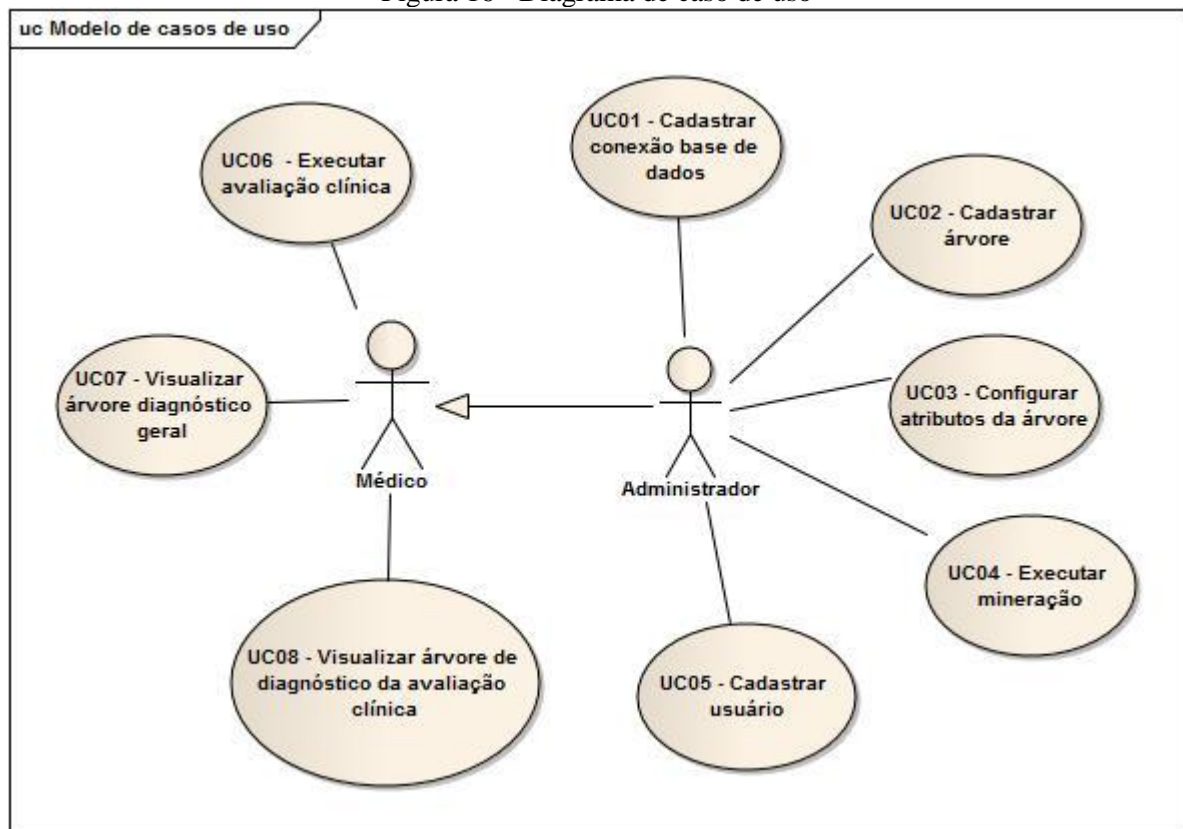 Figura 16 - Diagrama de caso de uso
uc Modelo de casos de uso
UC06 - Executar
avaliação clínica
UC01 - Cadastrar
conexão base de
dados
UC02 - Cadastrar
árvore
UC07 - Visualizar
árvore diagnóstico
geral
UC03 - Configurar
atributos da árvore
Médico
Administrador
UC04 - Executar
mineração
UC08 - Visualizar árvore de
diagnóstico da avaliação
clínica
UC05 - Cadastrar
usuário